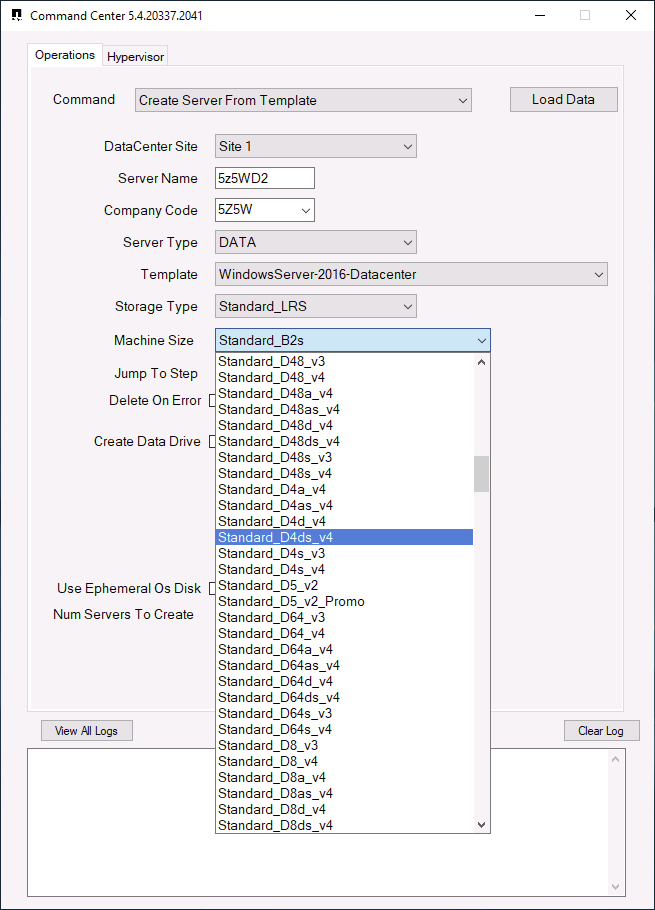 Command Center 5.4.20337.2041
Operations Hypervisor
Command Create Server From Template Load Data
DataCenter Site Site 1
Server Name 5z5WD2
Company Code 5Z5W
Server Type DATA
Template WindowsServer-2016-Datacenter
Storage Type Standard_LRS
Machine Size Standard_B2s
Jump To Step
Delete On Error
Create Data Drive
Use Ephemeral Os Disk
Num Servers To Create
Standard_D48_v3
Standard_D48_v4
Standard_D48a_v4
Standard_D48as_v4
Standard_D48d_v4
Standard_D48ds_v4
Standard_D48s_v3
Standard_D48s_v4
Standard_D4a_v4
Standard_D4as_v4
Standard_D4d_v4
Standard_D4ds_v4
Standard_D4s_v3
Standard_D4s_v4
Standard_D5_v2
Standard_D5_v2_Promo
Standard_D64_v3
Standard_D64_v4
Standard_D64a_v4
Standard_D64as_v4
Standard_D64d_v4
Standard_D64ds_v4
Standard_D64s_v3
Standard_D64s_v4
Standard_D8_v3
Standard_D8_v4
Standard_D8a_v4
Standard_D8as_v4
Standard_D8d_v4
Standard_D8ds_v4
View All Logs Clear Log